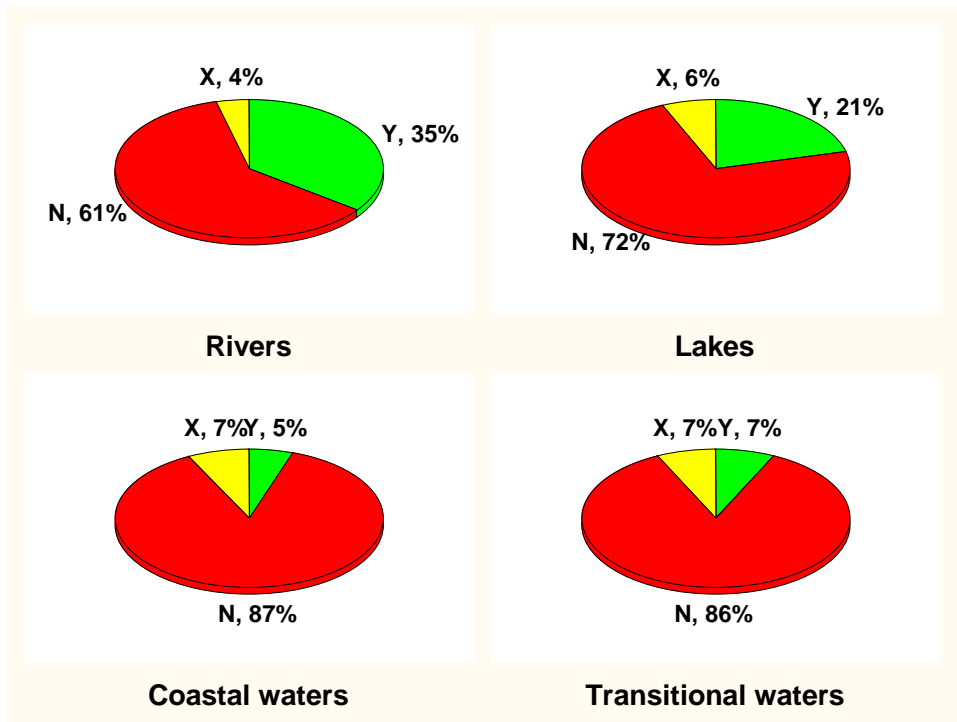 X, 4%
Y, 35%
N, 61%
Rivers
X, 6%
Y, 21%
N, 72%
Lakes
X, 7%
Y, 5%
N, 87%
Coastal waters
X, 7%
Y, 7%
N, 86%
Transitional waters